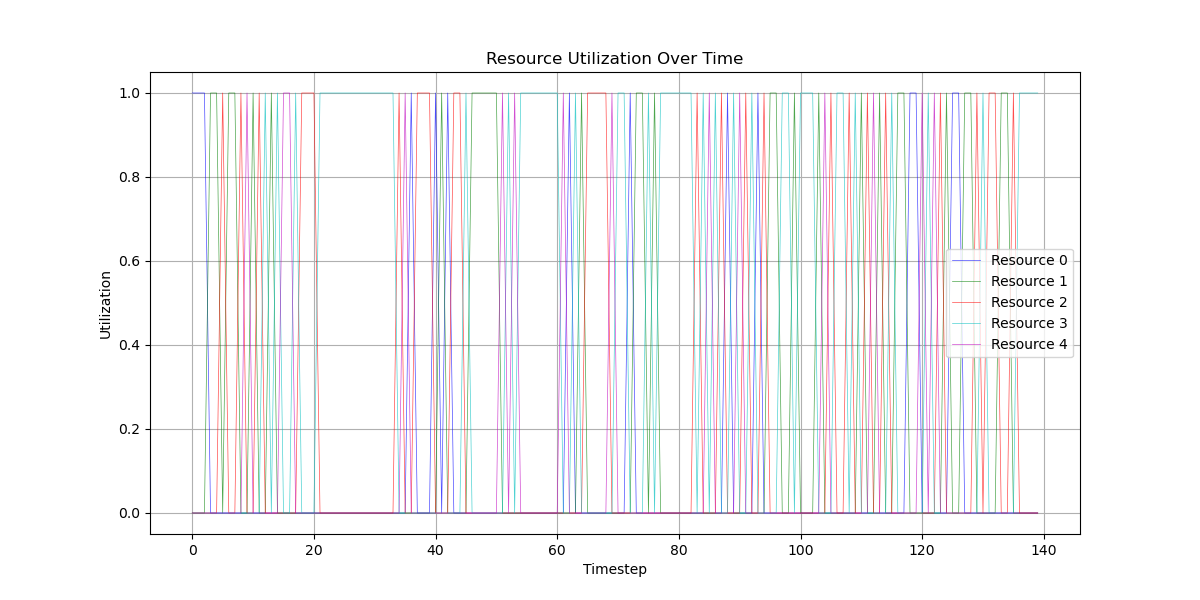 Resource Utilization Over Time
Utilization
1.0
0.8
0.6
0.4
0.2
0.0
Resource 0
Resource 1
Resource 2
Resource 3
Resource 4
0 20 40 60 80 100 120 140
Timestep